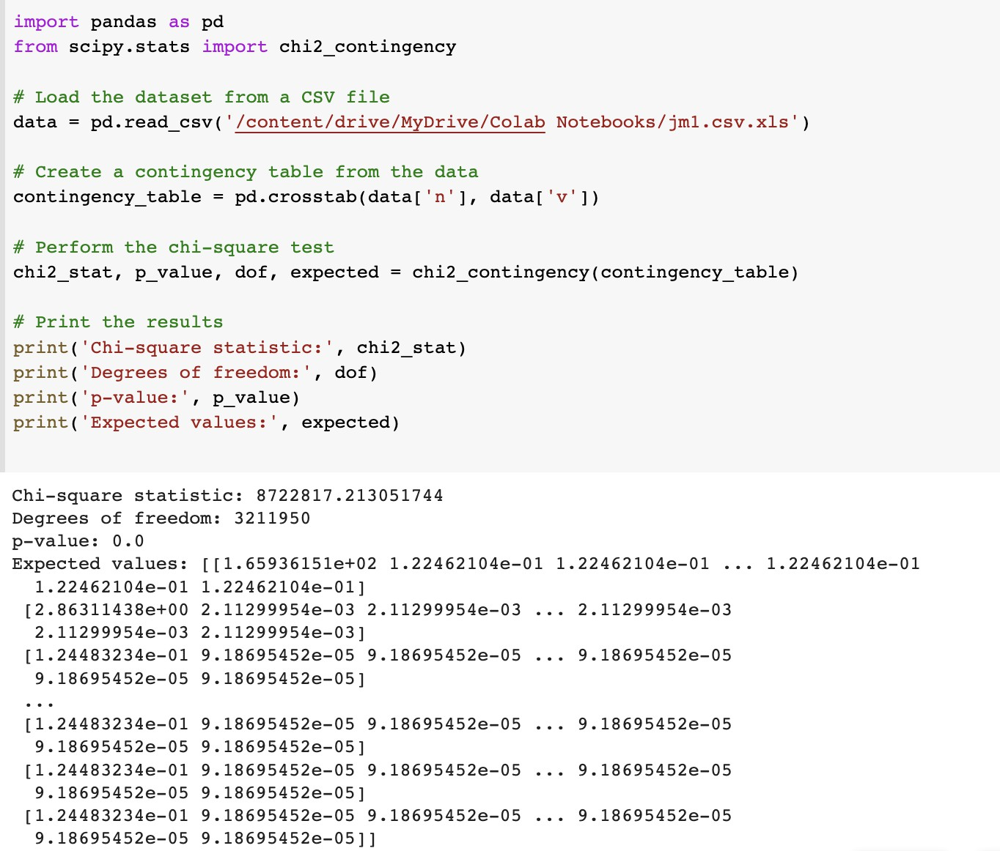 import pandas as pd
from scipy.stats import chi2_contingency
# Load the dataset from a CSV file
data = pd.read_csv('/content/drive/MyDrive/Colab Notebooks/jm1.csv.xls')
# Create a contingency table from the data
contingency_table = pd.crosstab(data['n'], data['v'])
# Perform the chi-square test
chi2_stat, p_value, dof, expected = chi2_contingency(contingency_table)
# Print the results
print('Chi-square statistic:', chi2_stat)
print('Degrees of freedom:', dof)
print('p-value:', p_value)
print('Expected values:', expected)
Chi-square statistic: 8722817.213051744
Degrees of freedom: 3211950
p-value: 0.0
Expected values: [[1.65936151e+02 1.22462104e-01 1.22462104e-01 ... 1.22462104e-01
  1.22462104e-01 1.22462104e-01]
 [2.86311438e+00 2.11299954e-03 2.11299954e-03 ... 2.11299954e-03
  2.11299954e-03 2.11299954e-03]
 [1.24483234e-01 9.18695452e-05 9.18695452e-05 ... 9.18695452e-05
  9.18695452e-05 9.18695452e-05]
 ...
 [1.24483234e-01 9.18695452e-05 9.18695452e-05 ... 9.18695452e-05
  9.18695452e-05 9.18695452e-05]
 [1.24483234e-01 9.18695452e-05 9.18695452e-05 ... 9.18695452e-05
  9.18695452e-05 9.18695452e-05]
 [1.24483234e-01 9.18695452e-05 9.18695452e-05 ... 9.18695452e-05
  9.18695452e-05 9.18695452e-05]]